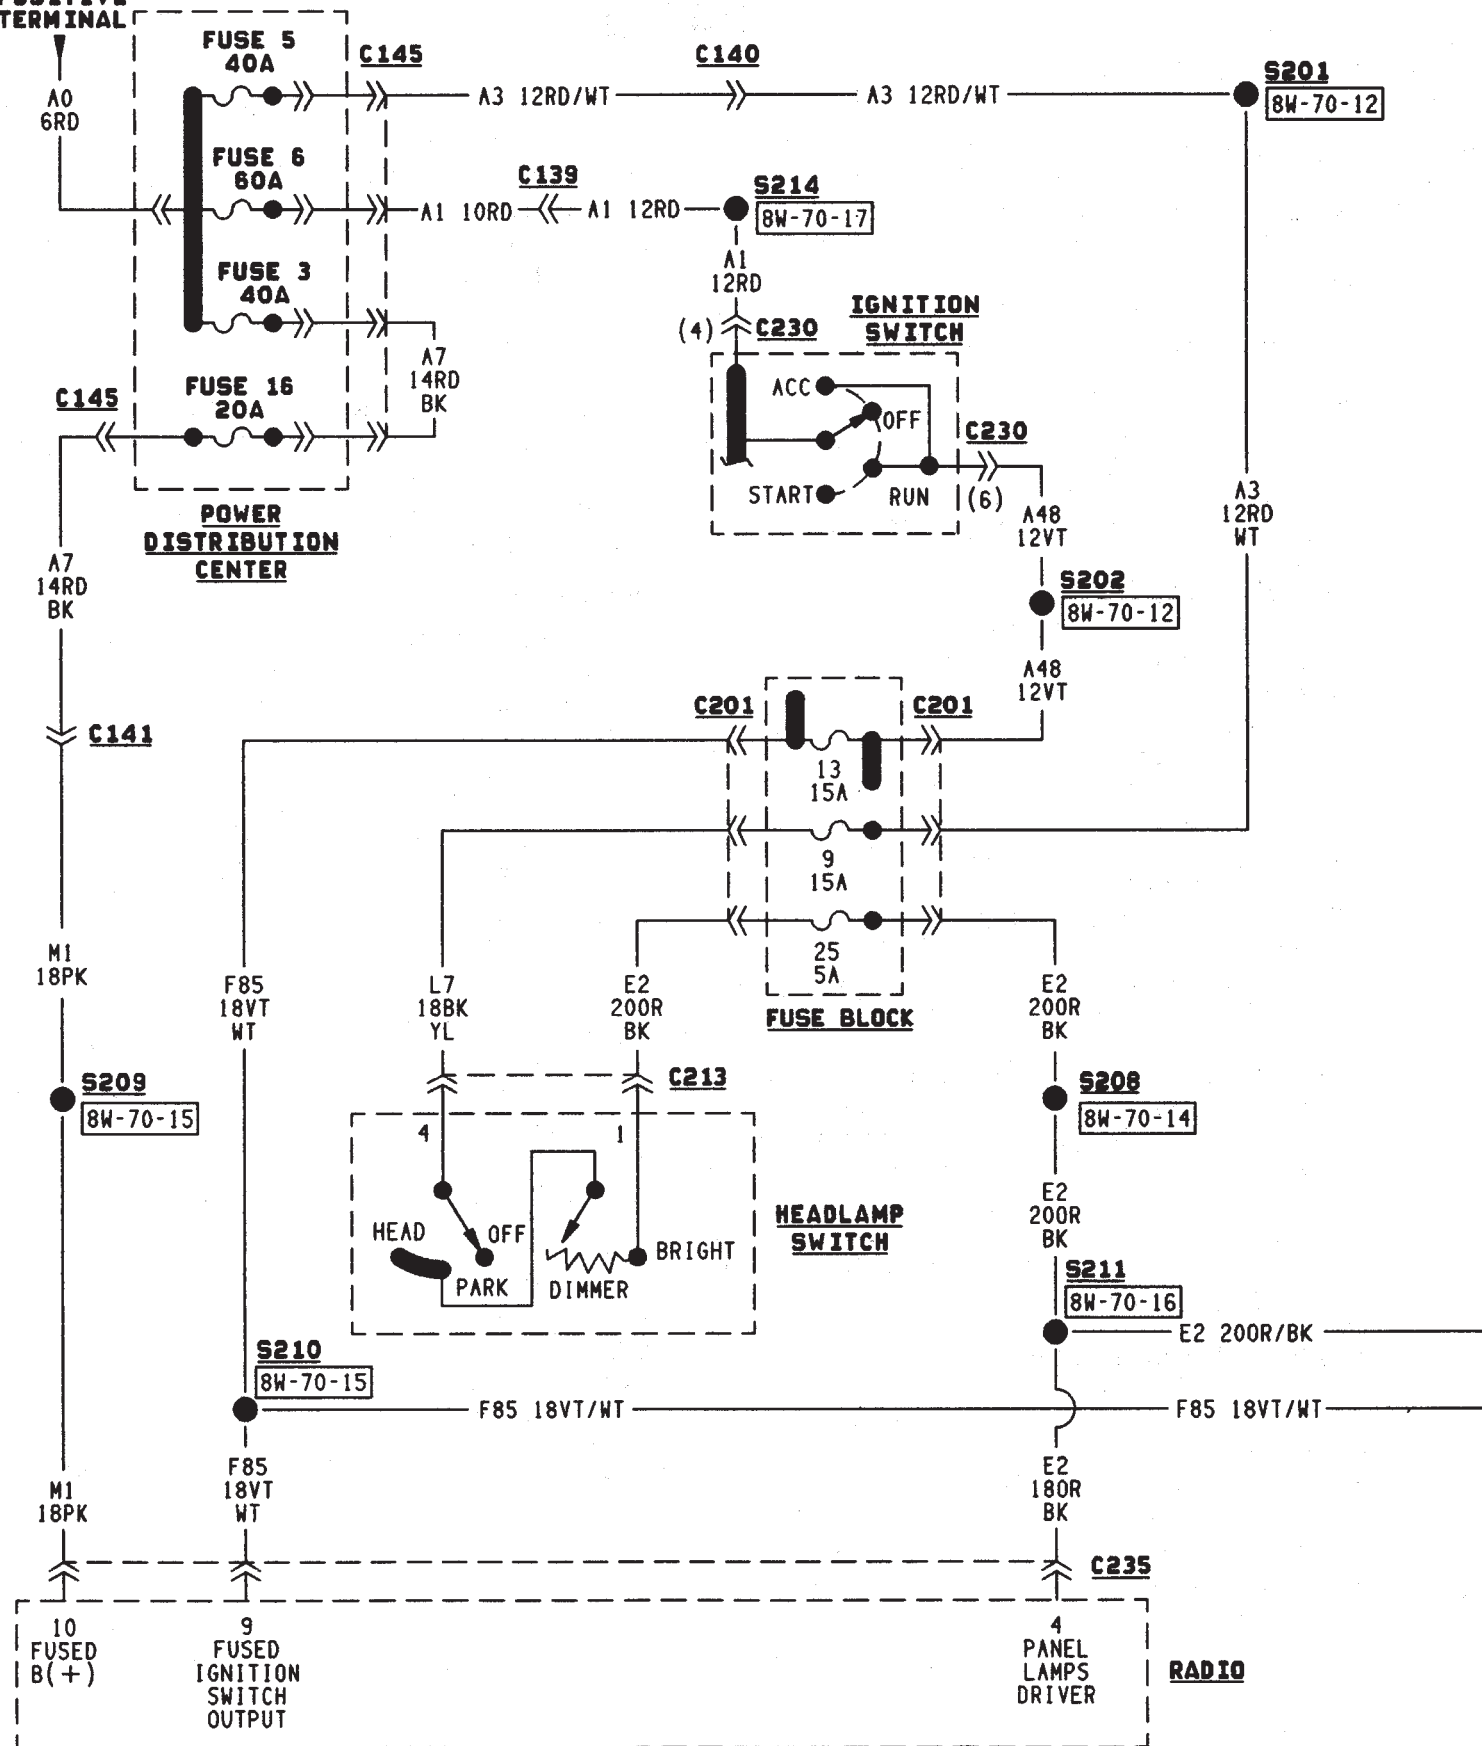 TERMINAL
FUSE 5
40A
C145
C140
S201
8W-70-12
A0
6RD
A3 12RD/WT
A3 12RD/WT
FUSE 6
60A
C139
S214
8W-70-17
A1 10RD
A1 12RD
A1
12RD
FUSE 3
40A
(4)
C230
IGNITION
SWITCH
A7
14RD
BK
ACC
OFF
C145
FUSE 16
20A
C230
START
RUN
(6)
A48
12VT
A3
12RD
WT
POWER
DISTRIBUTION
CENTER
A7
14RD
BK
S202
8W-70-12
A48
12VT
C201
C201
C141
13
15A
9
15A
25
5A
FUSE BLOCK
M1
18PK
F85
18VT
WT
L7
18BK
YL
E2
200R
BK
E2
200R
BK
C213
S209
8W-70-15
S208
8W-70-14
4
1
E2
200R
BK
HEAD
OFF
PARK
DIMMER
BRIGHT
HEADLAMP
SWITCH
S211
8W-70-16
E2 200R/BK
S210
8W-70-15
F85 18VT/WT
F85 18VT/WT
M1
18PK
F85
18VT
WT
E2
180R
BK
C235
10
FUSED
B(+)
9
FUSED
IGNITION
SWITCH
OUTPUT
4
PANEL
LAMPS
DRIVER
RADIO